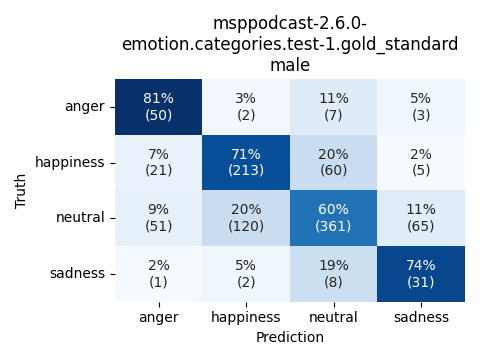 msppodcast-2.6.0-
emotion.categories.test-1.gold_standard
male
Truth
anger
81%
(50)
3%
(2)
11%
(7)
5%
(3)
happiness
7%
(21)
71%
(213)
20%
(60)
2%
(5)
neutral
9%
(51)
20%
(120)
60%
(361)
11%
(65)
sadness
2%
(1)
5%
(2)
19%
(8)
74%
(31)
anger
happiness
neutral
sadness
Prediction